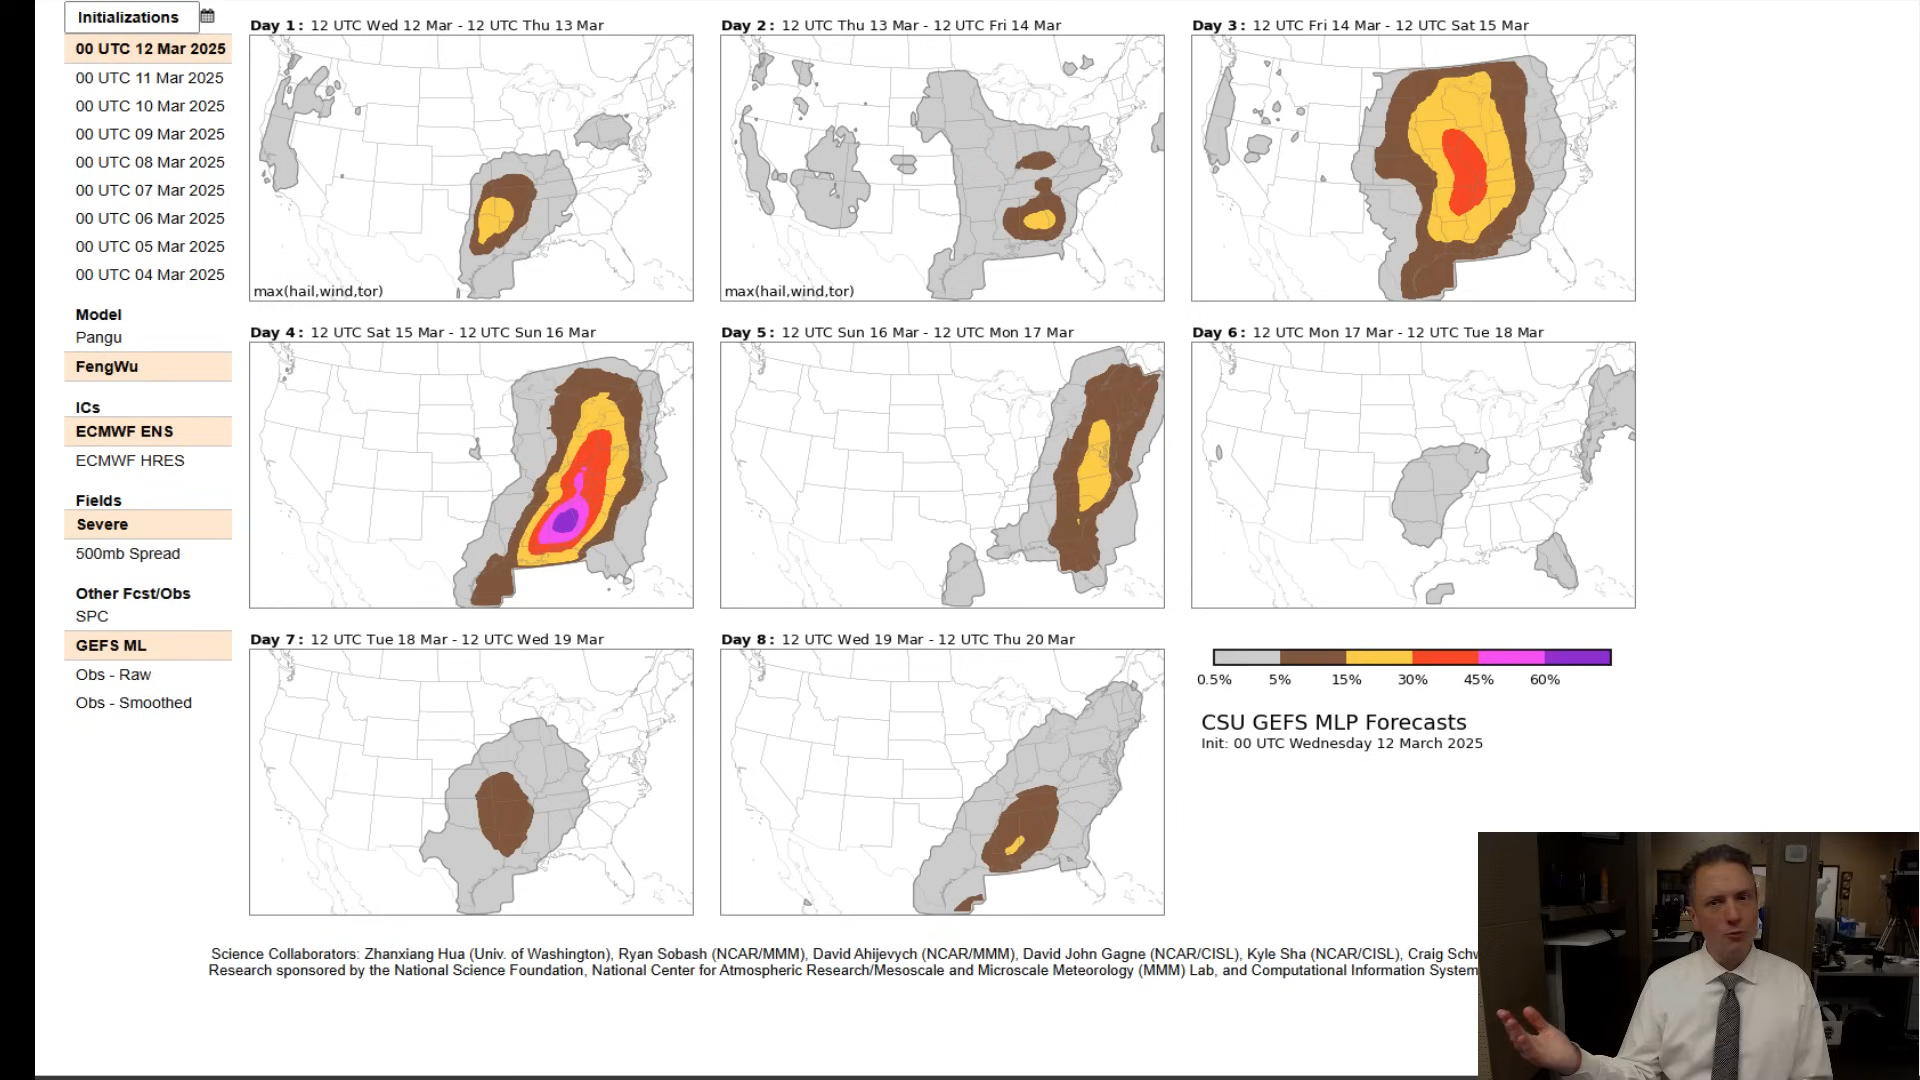 Initializations
00 UTC 12 Mar 2025
00 UTC 11 Mar 2025
00 UTC 10 Mar 2025
00 UTC 09 Mar 2025
00 UTC 08 Mar 2025
00 UTC 07 Mar 2025
00 UTC 06 Mar 2025
00 UTC 05 Mar 2025
00 UTC 04 Mar 2025
Model
Pangu
FengWu
ICs
ECMWF ENS
ECMWF HRES
Fields
Severe
500mb Spread
Other Fcst/Obs
SPC
GEFS ML
Obs - Raw
Obs - Smoothed
Day 1: 12 UTC Wed 12 Mar - 12 UTC Thu 13 Mar
max(hail,wind,tor)
Day 2: 12 UTC Thu 13 Mar - 12 UTC Fri 14 Mar
max(hail,wind,tor)
Day 3: 12 UTC Fri 14 Mar - 12 UTC Sat 15 Mar
Day 4: 12 UTC Sat 15 Mar - 12 UTC Sun 16 Mar
Day 5: 12 UTC Sun 16 Mar - 12 UTC Mon 17 Mar
Day 6: 12 UTC Mon 17 Mar - 12 UTC Tue 18 Mar
Day 7: 12 UTC Tue 18 Mar - 12 UTC Wed 19 Mar
Day 8: 12 UTC Wed 19 Mar - 12 UTC Thu 20 Mar
0.5% 5% 15% 30% 45% 60%
CSU GEFS MLP Forecasts
Init: 00 UTC Wednesday 12 March 2025
Science Collaborators: Zhanxiang Hua (Univ. of Washington), Ryan Sobash (NCAR/MMM), David Ahijevych (NCAR/MMM), David John Gagne (NCAR/CISL), Kyle Sha (NCAR/CISL), Craig Schw
Research sponsored by the National Science Foundation, National Center for Atmospheric Research/Mesoscale and Microscale Meteorology (MMM) Lab, and Computational Information System